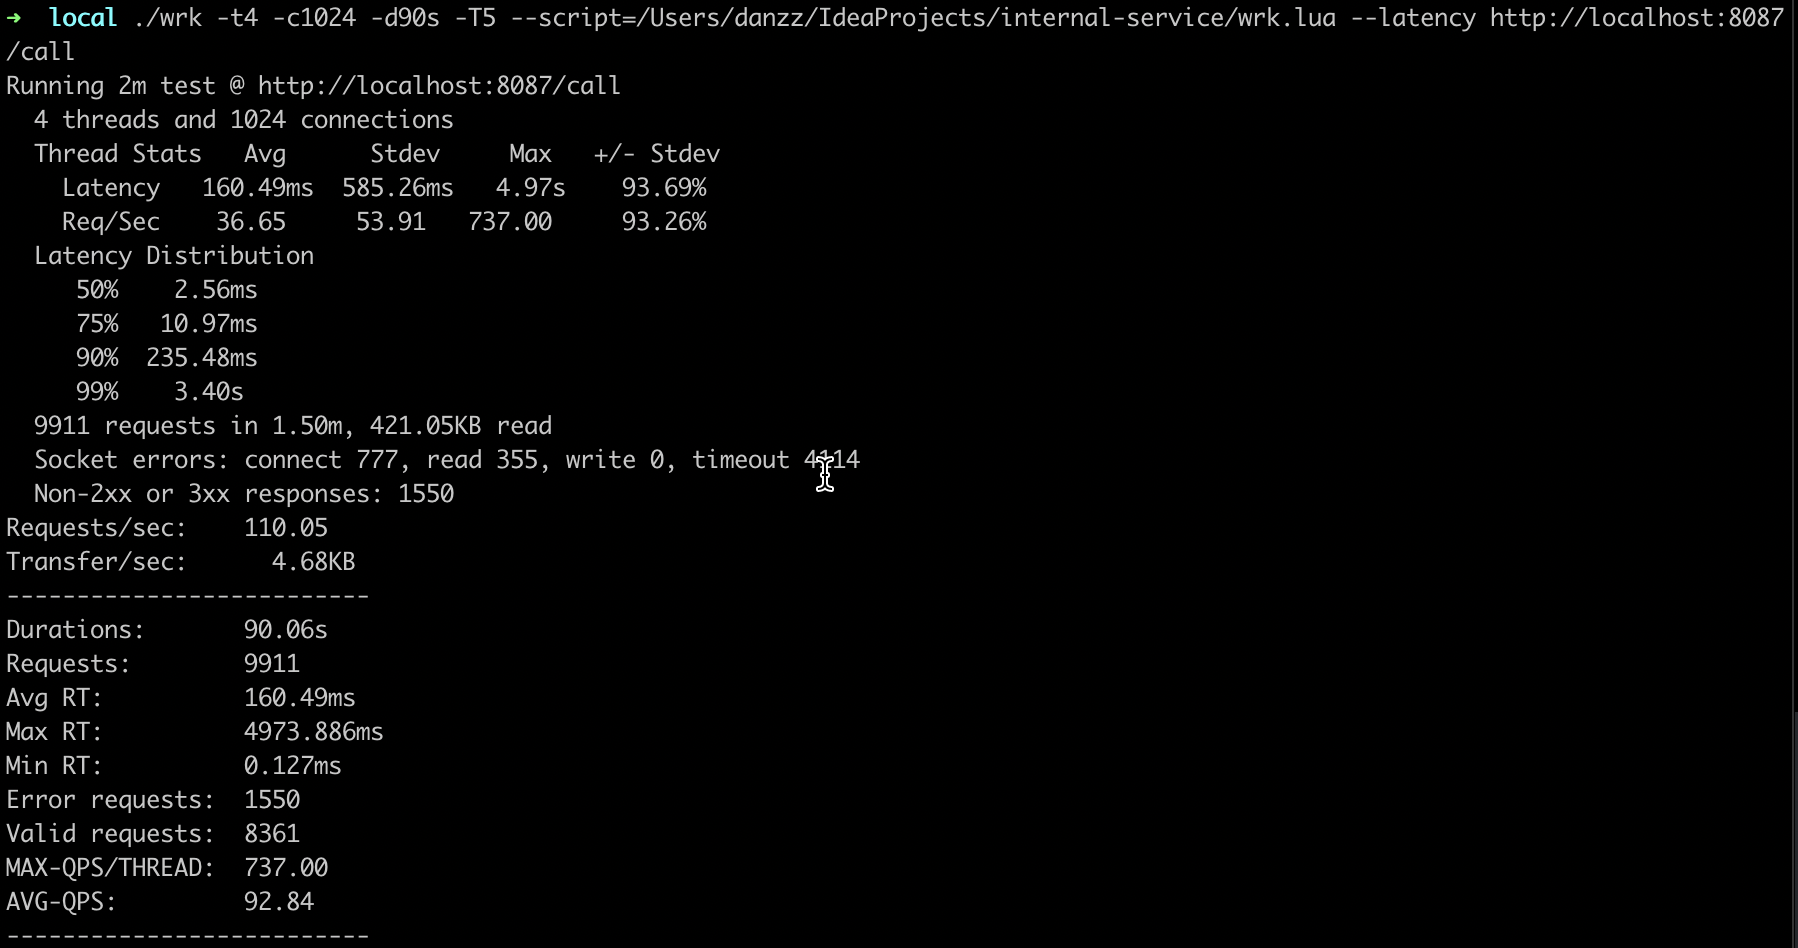 ➜  local ./wrk -t4 -c1024 -d90s -T5 --script=/Users/danzz/IdeaProjects/internal-service/wrk.lua --latency http://localhost:8087
/call
Running 2m test @ http://localhost:8087/call
  4 threads and 1024 connections
  Thread Stats   Avg      Stdev     Max   +/- Stdev
    Latency   160.49ms  585.26ms   4.97s    93.69%
    Req/Sec    36.65     53.91   737.00     93.26%
  Latency Distribution
     50%    2.56ms
     75%   10.97ms
     90%  235.48ms
     99%    3.40s
  9911 requests in 1.50m, 421.05KB read
  Socket errors: connect 777, read 355, write 0, timeout 4114
  Non-2xx or 3xx responses: 1550
Requests/sec:    110.05
Transfer/sec:      4.68KB
--------------------------
Durations:       90.06s
Requests:        9911
Avg RT:          160.49ms
Max RT:          4973.886ms
Min RT:          0.127ms
Error requests:  1550
Valid requests:  8361
MAX-QPS/THREAD:  737.00
AVG-QPS:         92.84
--------------------------